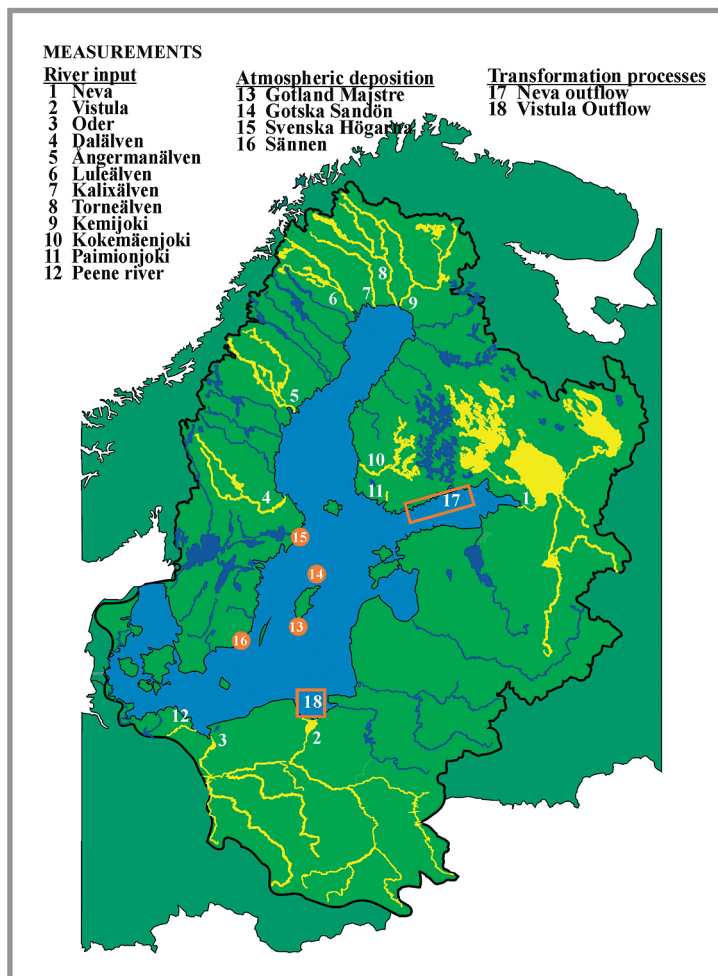 MEASUREMENTS
River input
1 Neva
2 Vistula
3 Oder
4 Dalälven
5 Ångermanälven
6 Luleälven
7 Kalixälven
8 Torneälven
9 Kemijoki
10 Kokemäenjoki
11 Paimionjoki
12 Peene river
Atmospheric deposition
13 Gotland Majstre
14 Gotska Sandön
15 Svenska Högarna
16 Sännen
Transformation processes
17 Neva outflow
18 Vistula Outflow
8
7
6
9
5
10
11
4
17
1
15
14
13
16
18
12
3
2